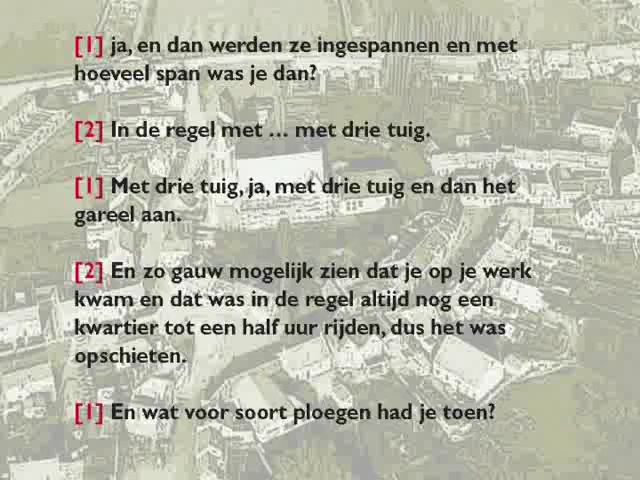 [1] ja, en dan werden ze ingespannen en met
hoeveel span was je dan?
[2] In de regel met ... met drie tuig.
[1] Met drie tuig, ja, met drie tuig en dan het
gareel aan.
[2] En zo gauw mogelijk zien dat je op je werk
kwam en dat was in de regel altijd nog een
kwartier tot een half uur rijden, dus het was
opschieten.
[1] En wat voor soort ploegen had je toen?